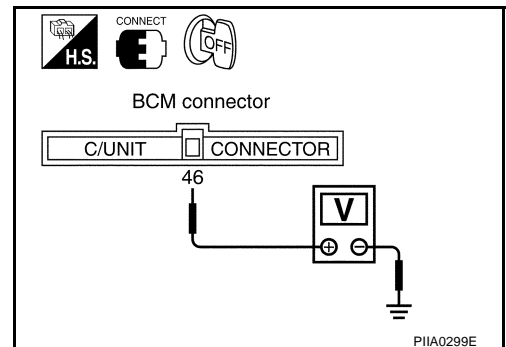 CONNECT
H.S.
OFF
BCM connector
C/UNIT CONNECTOR
46
V
+ −
PIIA0299E